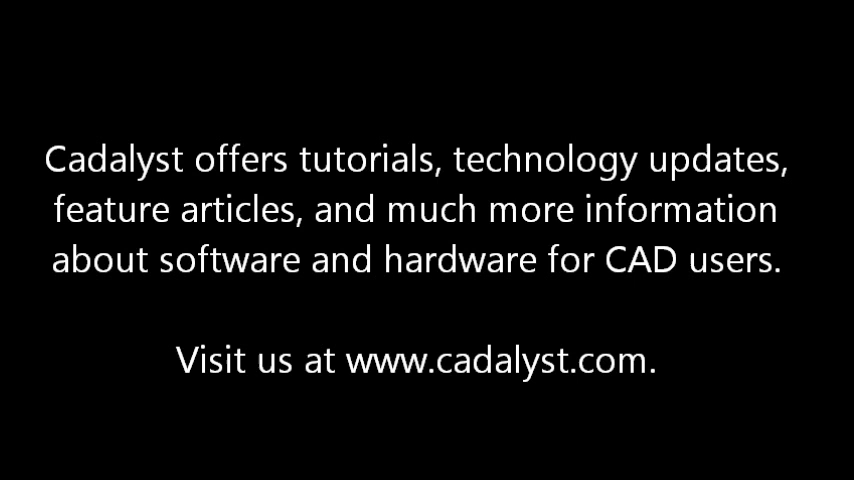 Cadalyst offers tutorials, technology updates,
feature articles, and much more information
about software and hardware for CAD users.
Visit us at www.cadalyst.com.